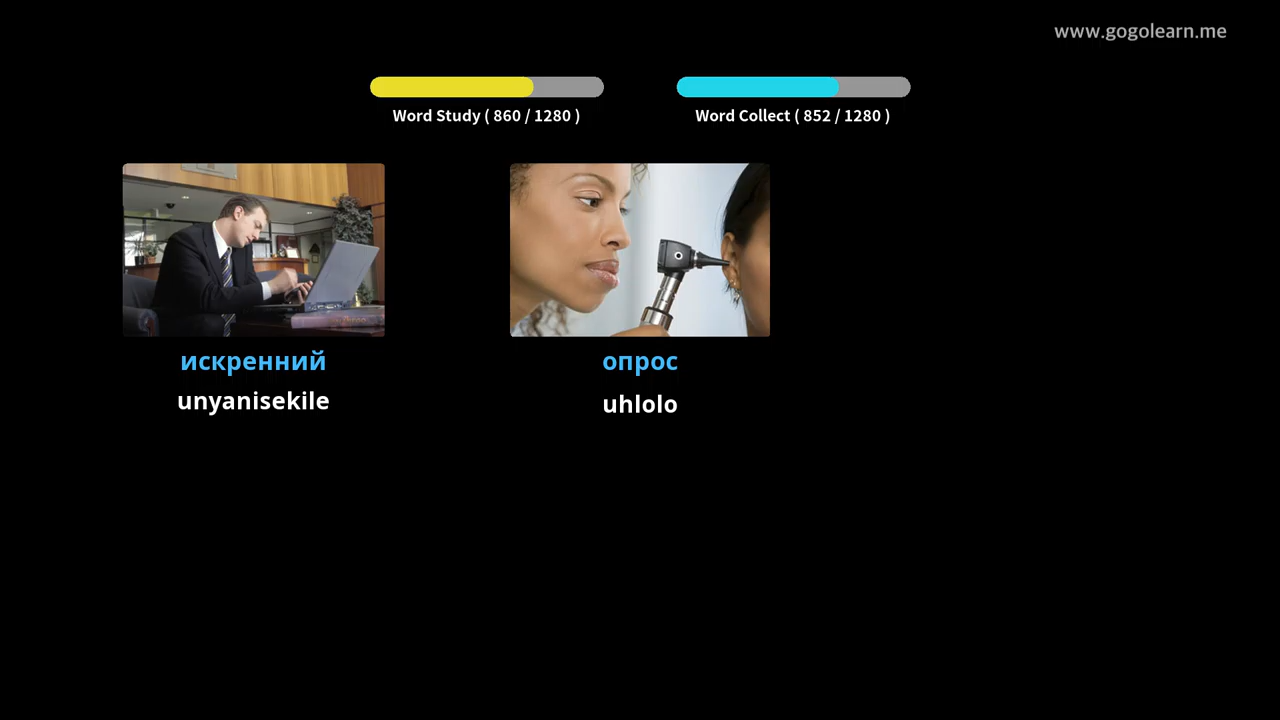 www.gogolearn.me
Word Study ( 860 / 1280 )
Word Collect ( 852 / 1280 )
искренний
unyanisekile
опрос
uhlolo